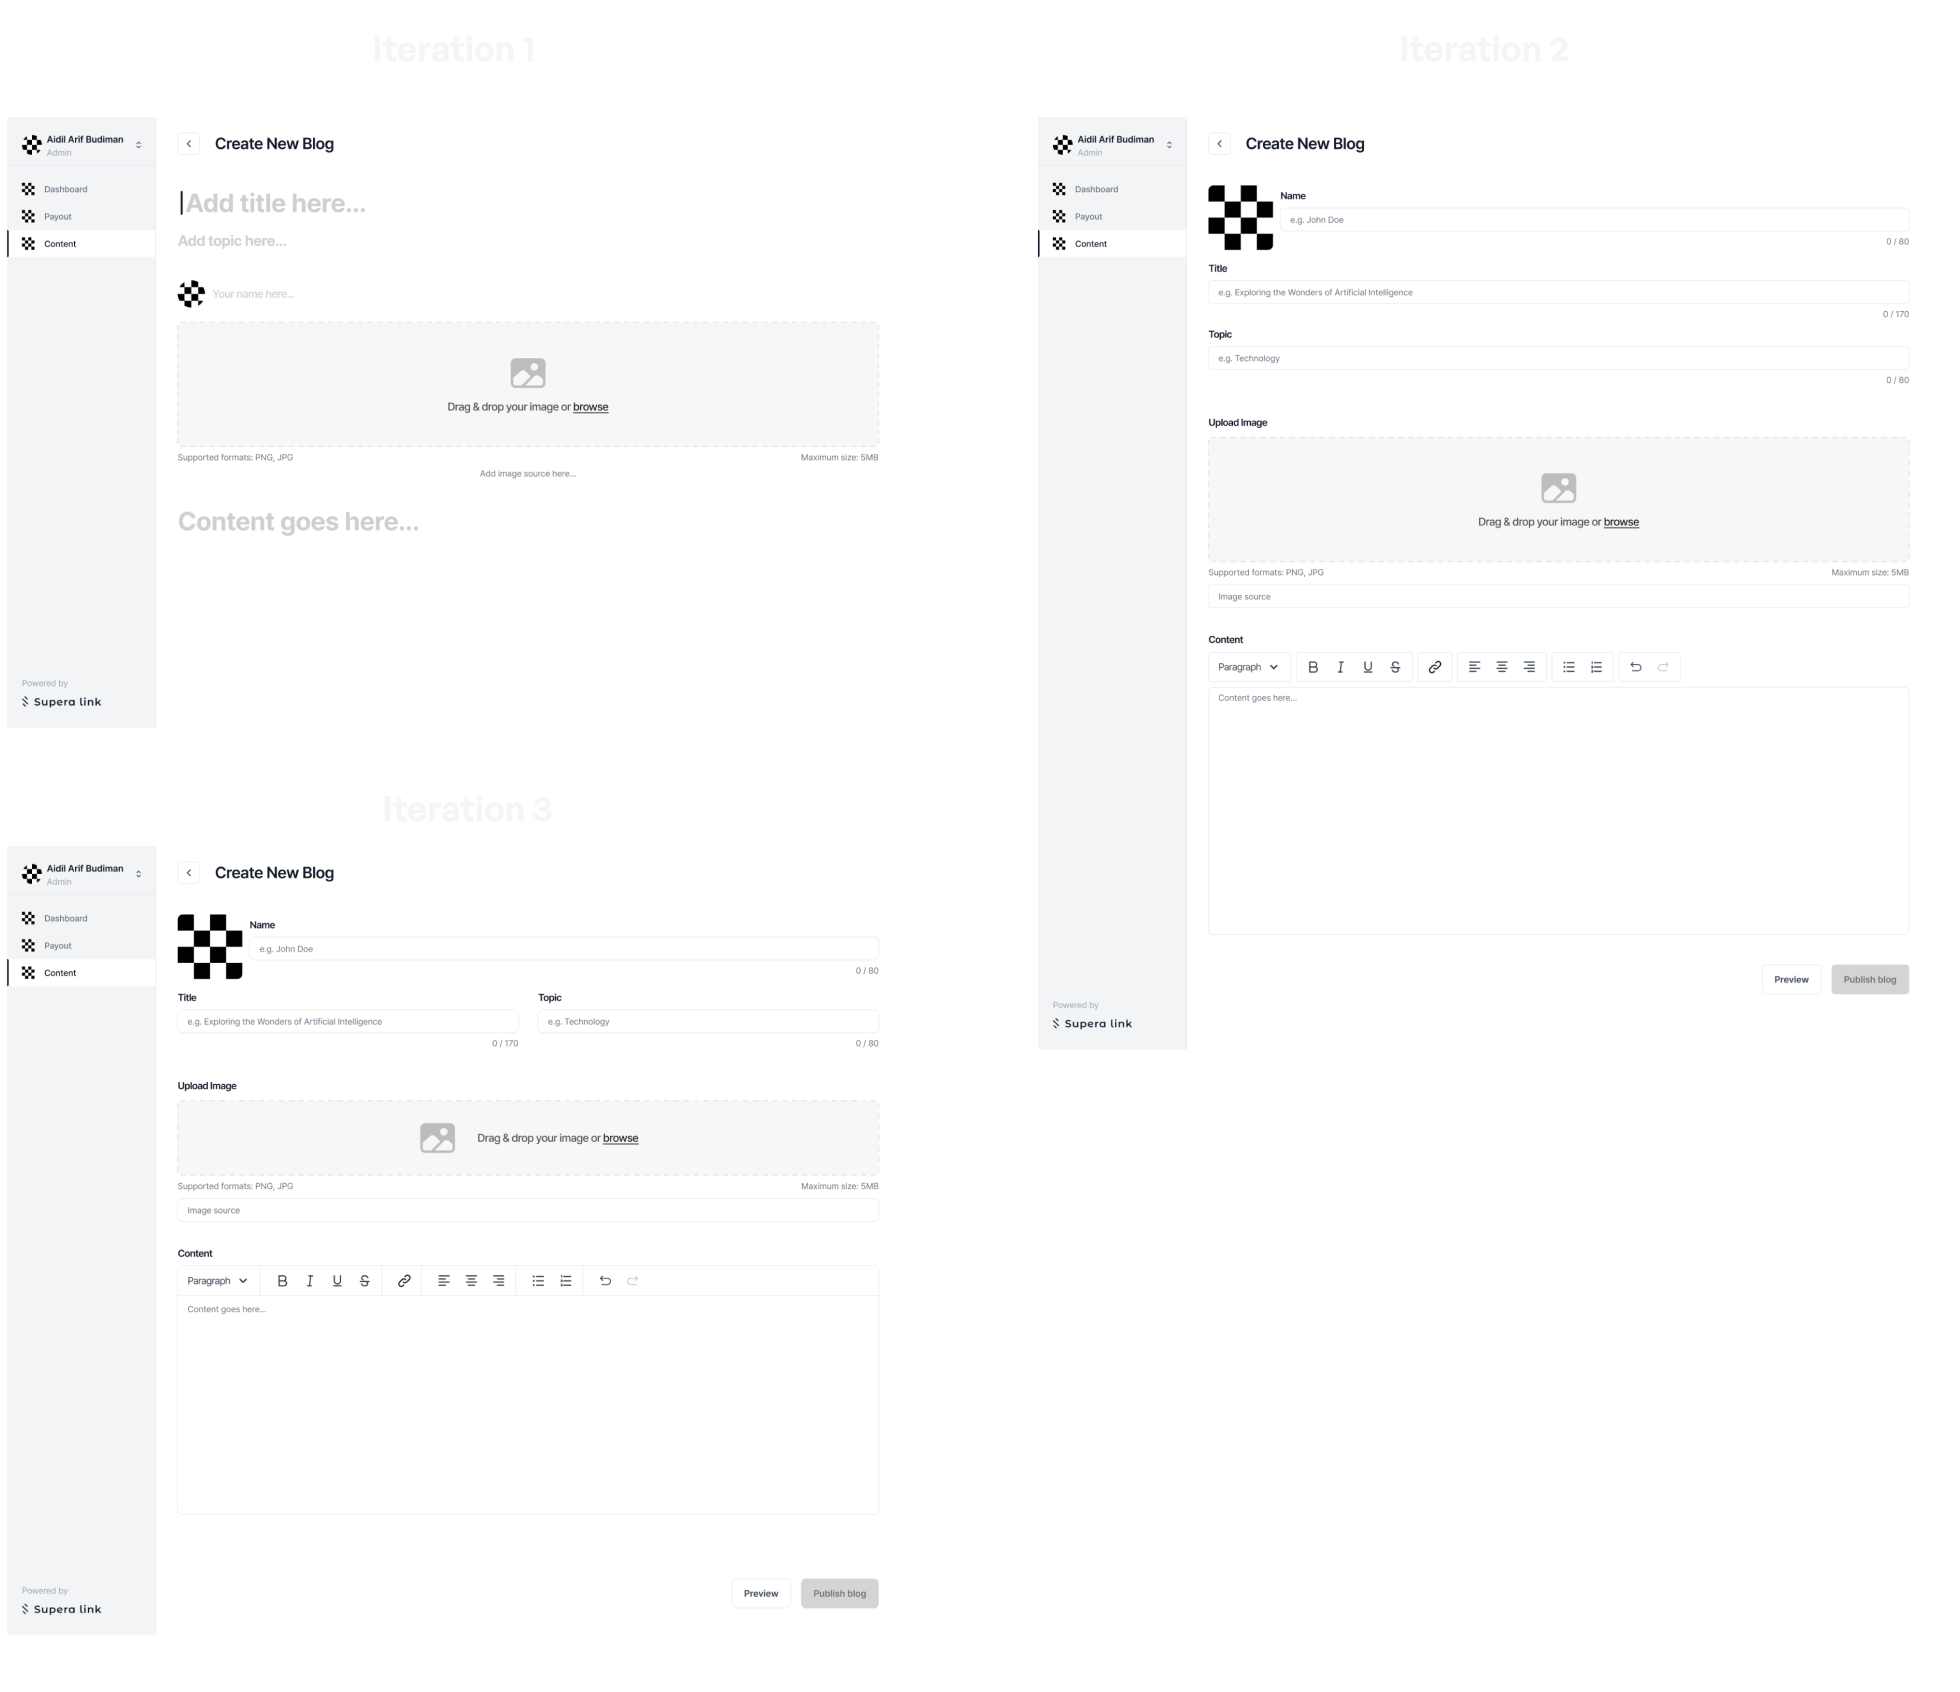 Iteration 1
Aidil Arif Budiman
Admin
Dashboard
Payout
Content
Powered by
Supera link
Create New Blog
Add title here...
Add topic here...
Your name here...
Drag & drop your image or browse
Supported formats: PNG, JPG
Maximum size: 5MB
Add image source here...
Content goes here...
Iteration 2
Aidil Arif Budiman
Admin
Dashboard
Payout
Content
Powered by
Supera link
Create New Blog
Name
e.g. John Doe
0 / 80
Title
e.g. Exploring the Wonders of Artificial Intelligence
0 / 170
Topic
e.g. Technology
0 / 80
Upload Image
Drag & drop your image or browse
Supported formats: PNG, JPG
Maximum size: 5MB
Image source
Content
Paragraph
Content goes here...
Preview
Publish blog
Iteration 3
Aidil Arif Budiman
Admin
Dashboard
Payout
Content
Powered by
Supera link
Create New Blog
Name
e.g. John Doe
0 / 80
Title
e.g. Exploring the Wonders of Artificial Intelligence
0 / 170
Topic
e.g. Technology
0 / 80
Upload Image
Drag & drop your image or browse
Supported formats: PNG, JPG
Maximum size: 5MB
Image source
Content
Paragraph
Content goes here...
Preview
Publish blog